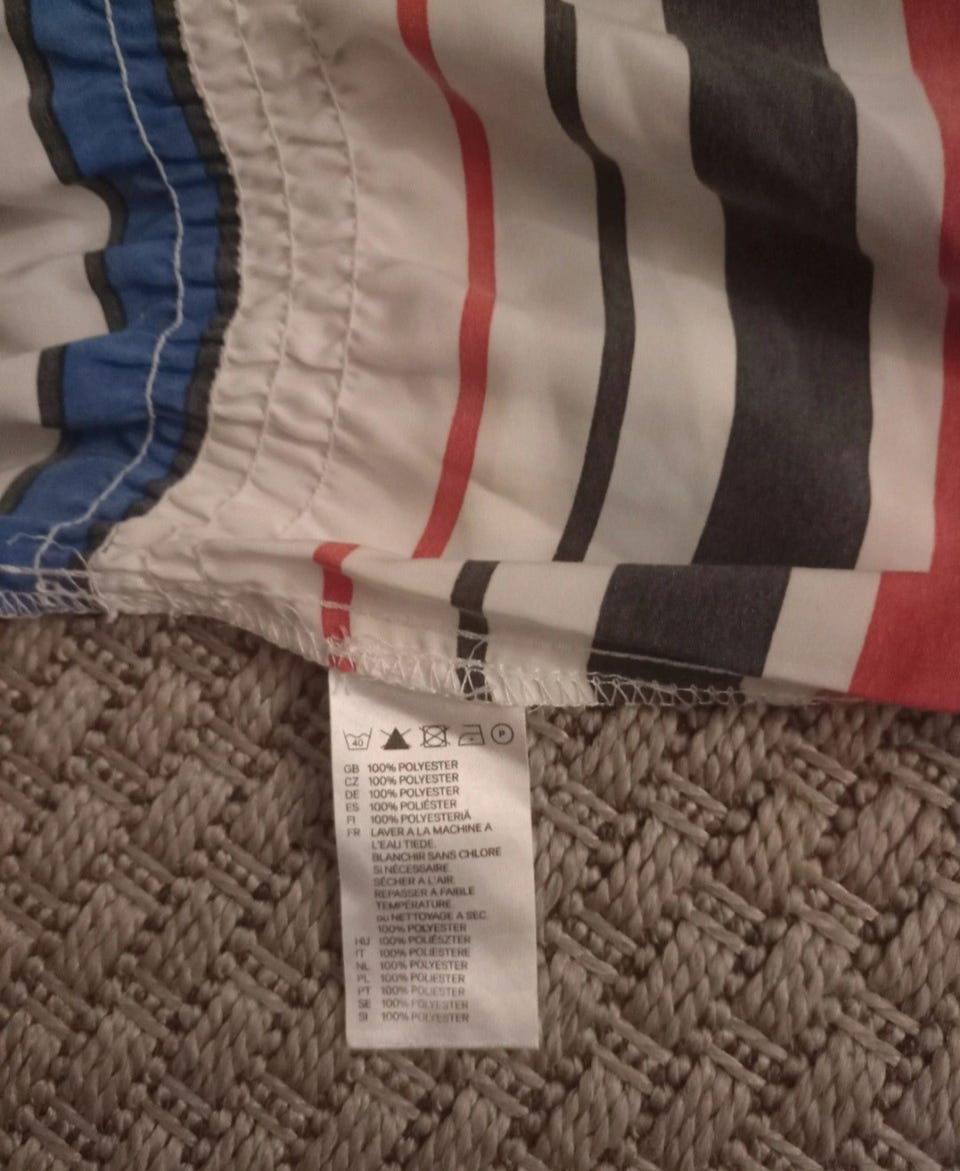 40 P
GB 100% POLYESTER
CZ 100% POLYESTER
DE 100% POLYESTER
ES 100% POLIÉSTER
FI 100% POLYESTERIÄ
FR LAVER A LA MACHINE A
L'EAU TIEDE.
BLANCHIR SANS CHLORE
SI NÉCESSAIRE.
SÉCHER A L'AIR.
REPASSER A FAIBLE
TEMPÉRATURE.
ou NETTOYAGE A SEC.
100% POLYESTER
HU 100% POLIÉSZTER
IT 100% POLIESTERE
NL 100% POLYESTER
PL 100% POLIESTER
PT 100% POLIESTER
SE 100% POLYESTER
SI 100% POLYESTER